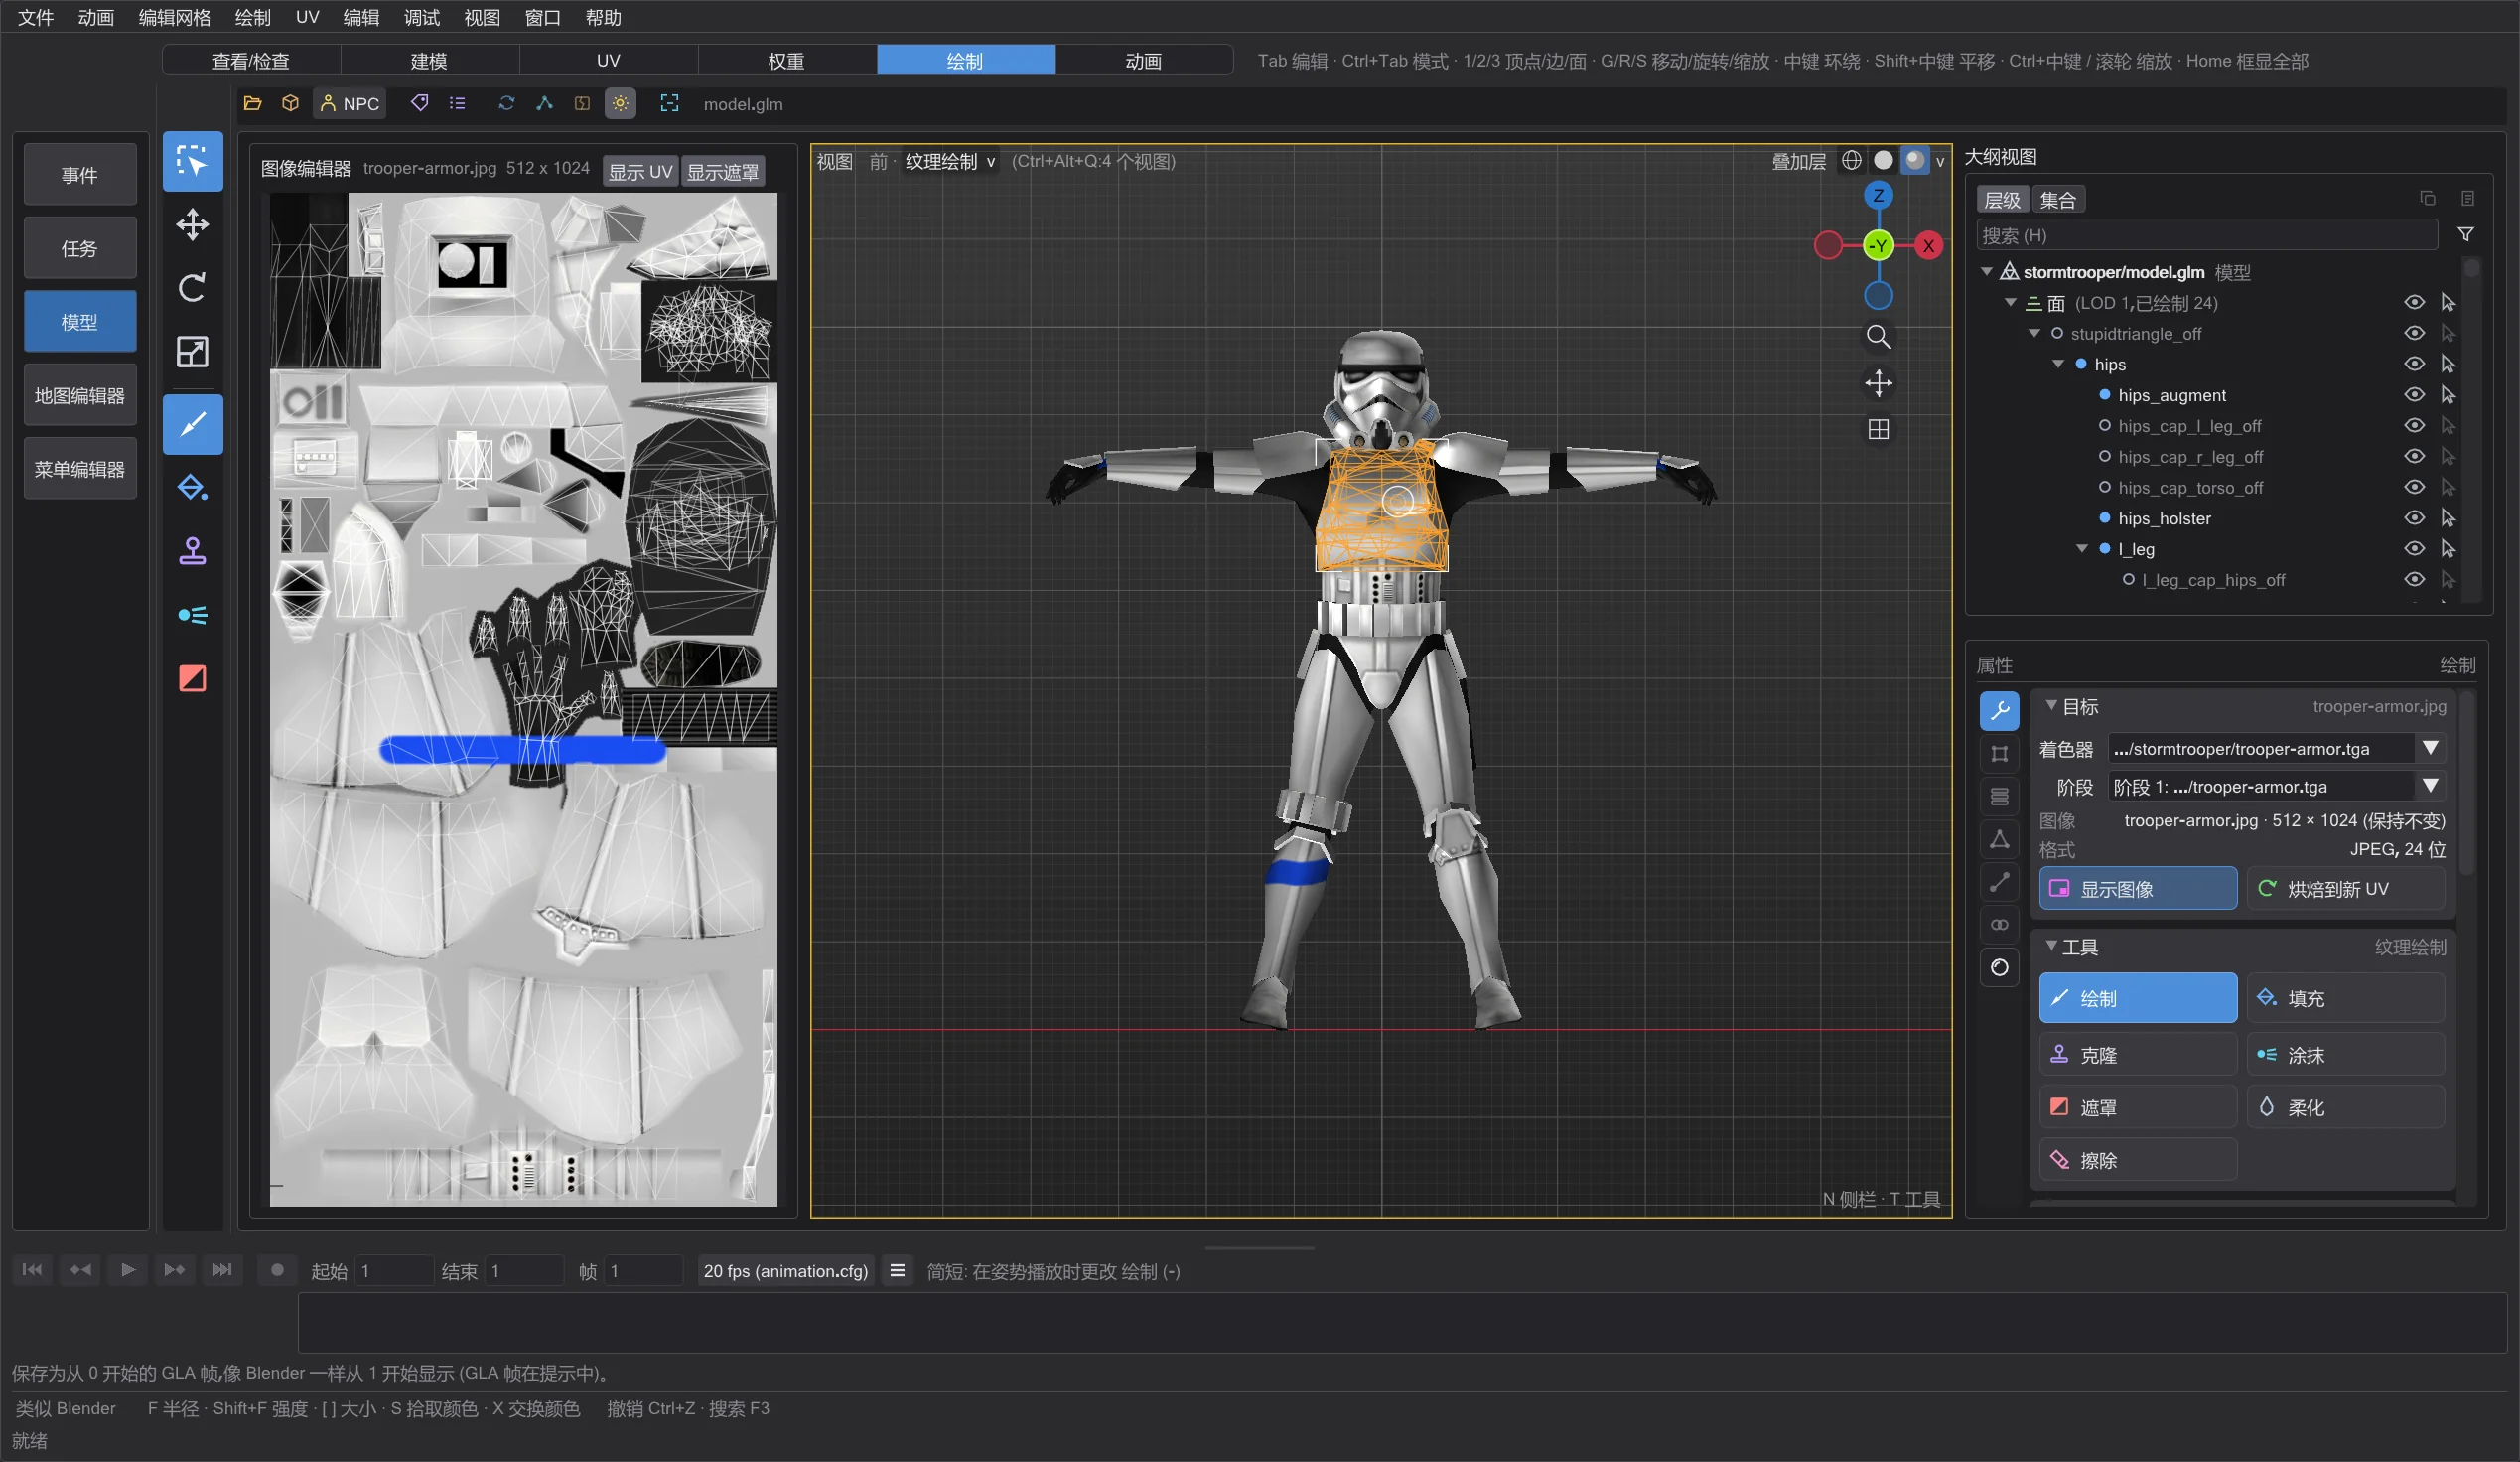 文件 动画 编辑网格 绘制 UV 编辑 调试 视图 窗口 帮助
查看/检查 建模 UV 权重 绘制 动画 Tab 编辑 · Ctrl+Tab 模式 · 1/2/3 顶点/边/面 · G/R/S 移动/旋转/缩放 · 中键 环绕 · Shift+中键 平移 · Ctrl+中键 / 滚轮 缩放 · Home 框显全部
NPC model.glm
事件
任务
模型
地图编辑器
菜单编辑器
图像编辑器 trooper-armor.jpg 512 x 1024 显示 UV 显示遮罩
视图 前 · 纹理绘制 v (Ctrl+Alt+Q:4 个视图) 叠加层 v
Z
-Y X
N 侧栏 · T 工具
大纲视图
层级 集合
搜索 (H)
stormtrooper/model.glm 模型
面 (LOD 1,已绘制 24)
stupidtriangle_off
hips
hips_augment
hips_cap_l_leg_off
hips_cap_r_leg_off
hips_cap_torso_off
hips_holster
l_leg
l_leg_cap_hips_off
属性 绘制
目标 trooper-armor.jpg
着色器 .../stormtrooper/trooper-armor.tga
阶段 阶段 1: .../trooper-armor.tga
图像 trooper-armor.jpg · 512 × 1024 (保持不变)
格式 JPEG, 24 位
显示图像 烘焙到新 UV
工具 纹理绘制
绘制 填充
克隆 涂抹
遮罩 柔化
擦除
起始 1 结束 1 帧 1 20 fps (animation.cfg) 简短: 在姿势播放时更改 绘制 (-)
保存为从 0 开始的 GLA 帧,像 Blender 一样从 1 开始显示 (GLA 帧在提示中)。
类似 Blender F 半径 · Shift+F 强度 · [ ] 大小 · S 拾取颜色 · X 交换颜色 撤销 Ctrl+Z · 搜索 F3
就绪